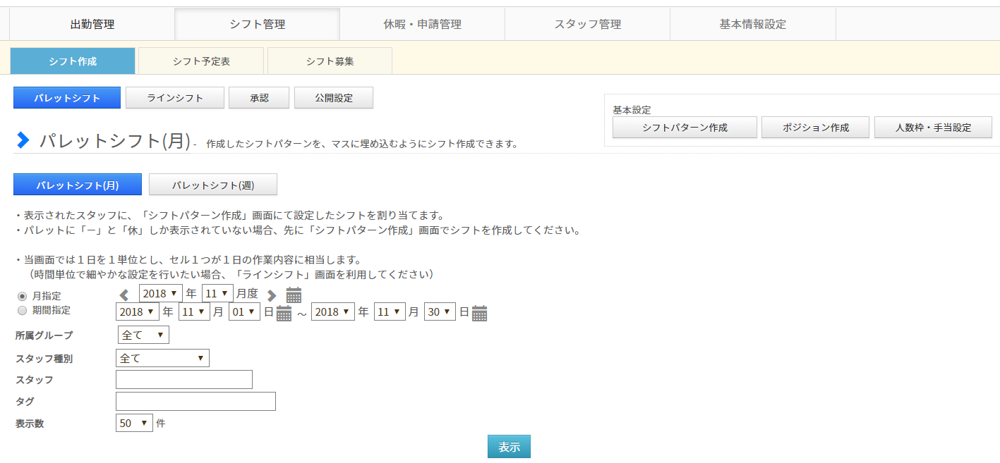 出勤管理 シフト管理 休暇・申請管理 スタッフ管理 基本情報設定
シフト作成 シフト予定表 シフト募集
パレットシフト ラインシフト 承認 公開設定
基本設定
シフトパターン作成 ポジション作成 人数枠・手当設定
パレットシフト(月) - 作成したシフトパターンを、マスに埋め込むようにシフト作成できます。
パレットシフト(月) パレットシフト(週)
・表示されたスタッフに、「シフトパターン作成」画面にて設定したシフトを割り当てます。
・パレットに「－」と「休」しか表示されていない場合、先に「シフトパターン作成」画面でシフトを作成してください。
・当画面では１日を１単位とし、セル１つが１日の作業内容に相当します。
（時間単位で細やかな設定を行いたい場合、「ラインシフト」画面を利用してください）
月指定 2018 年 11 月度
期間指定 2018 年 11 月 01 日 ～ 2018 年 11 月 30 日
所属グループ 全て
スタッフ種別 全て
スタッフ
タグ
表示数 50 件
表示